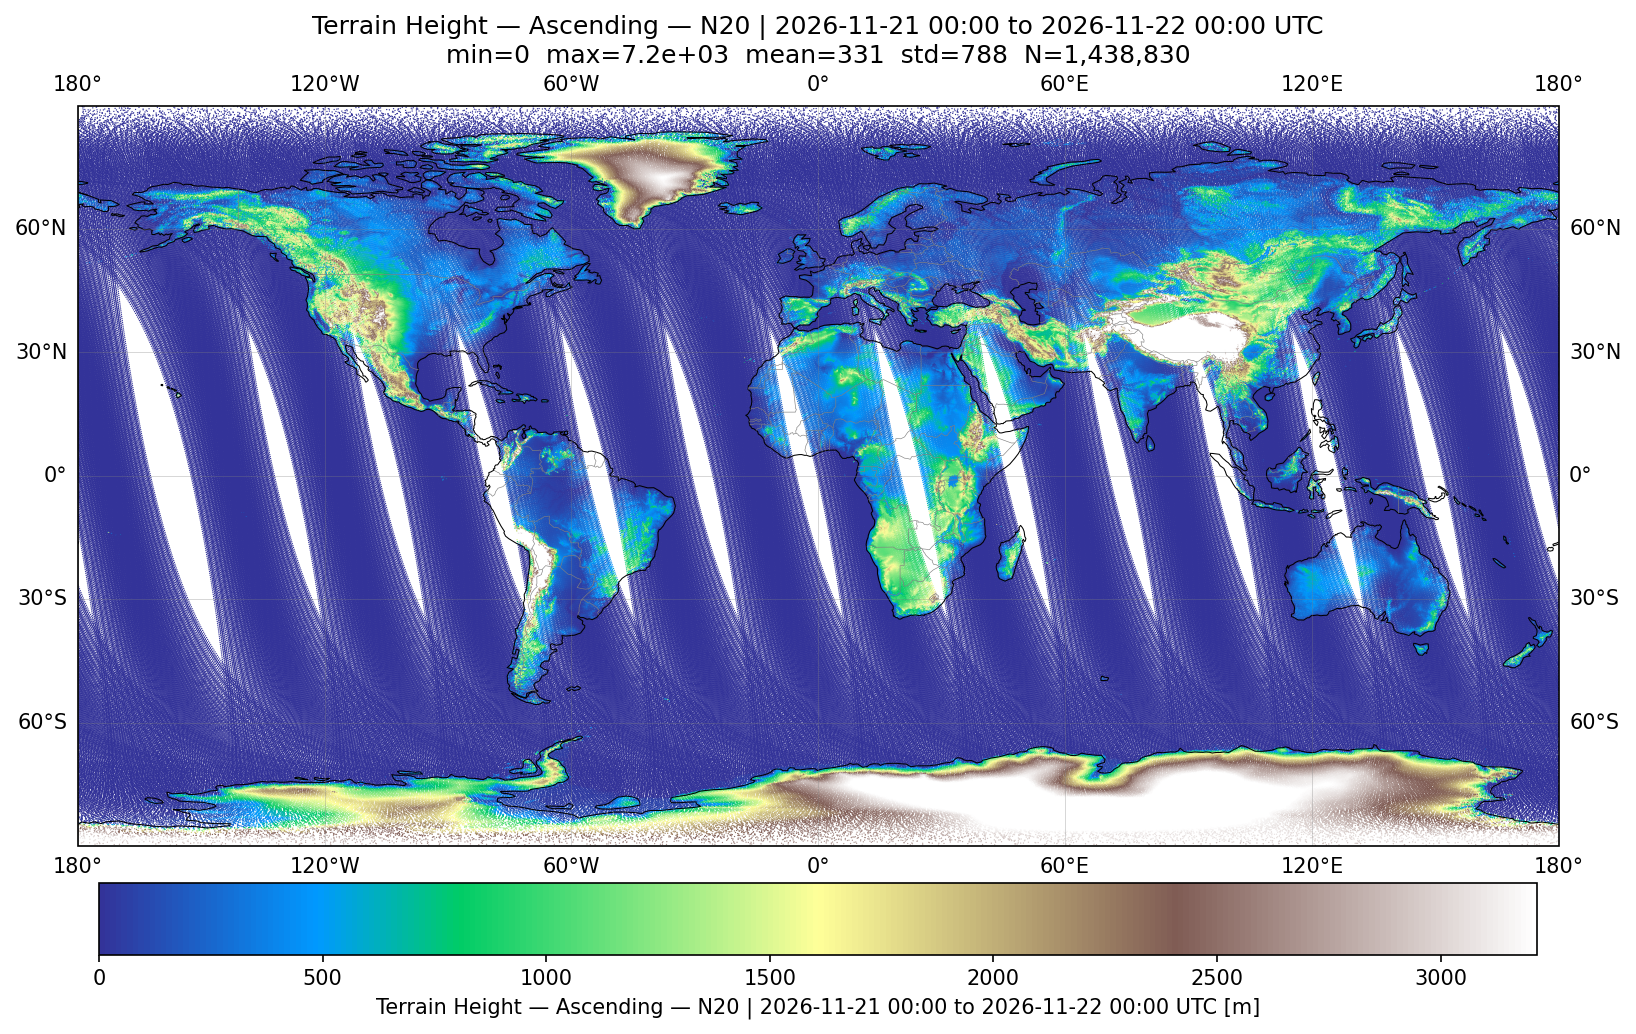 Terrain Height — Ascending — N20 | 2026-11-21 00:00 to 2026-11-22 00:00 UTC
min=0  max=7.2e+03  mean=331  std=788  N=1,438,830
180° 120°W 60°W 0° 60°E 120°E 180°
60°N 60°N
30°N 30°N
0° 0°
30°S 30°S
60°S 60°S
180° 120°W 60°W 0° 60°E 120°E 180°
0 500 1000 1500 2000 2500 3000
Terrain Height — Ascending — N20 | 2026-11-21 00:00 to 2026-11-22 00:00 UTC [m]